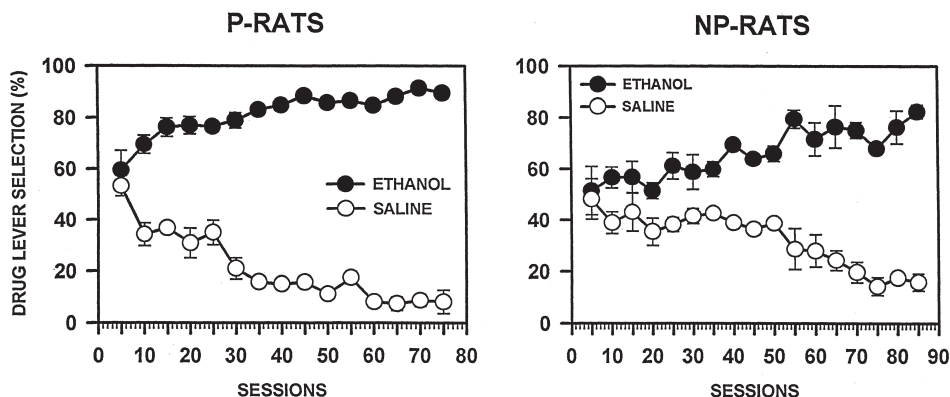 P-RATS
DRUG LEVER SELECTION (%)
100
80
60
40
20
0
ETHANOL
SALINE
0 10 20 30 40 50 60 70 80
SESSIONS
NP-RATS
100
80
60
40
20
0
ETHANOL
SALINE
0 10 20 30 40 50 60 70 80 90
SESSIONS